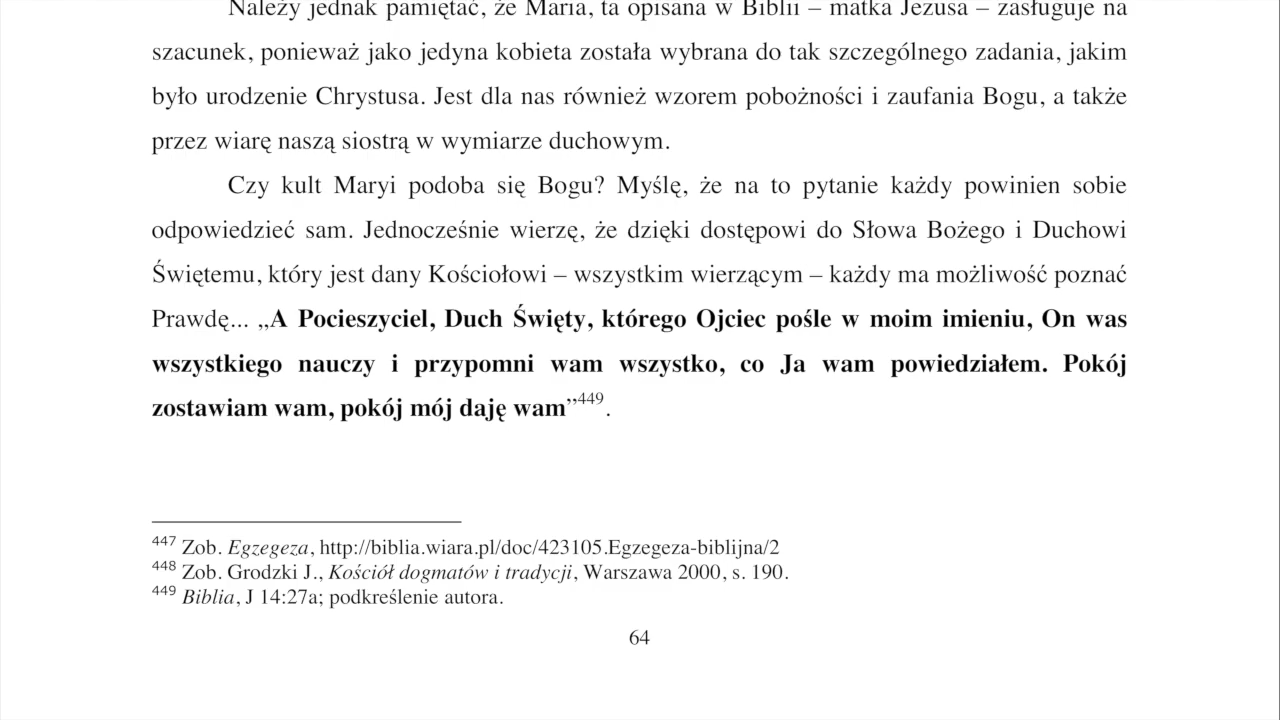 Należy jednak pamiętać, że Maria, ta opisana w Biblii – matka Jezusa – zasługuje na
szacunek, ponieważ jako jedyna kobieta została wybrana do tak szczególnego zadania, jakim
było urodzenie Chrystusa. Jest dla nas również wzorem pobożności i zaufania Bogu, a także
przez wiarę naszą siostrą w wymiarze duchowym.
Czy kult Maryi podoba się Bogu? Myślę, że na to pytanie każdy powinien sobie
odpowiedzieć sam. Jednocześnie wierzę, że dzięki dostępowi do Słowa Bożego i Duchowi
Świętemu, który jest dany Kościołowi – wszystkim wierzącym – każdy ma możliwość poznać
Prawdę... „A Pocieszyciel, Duch Święty, którego Ojciec pośle w moim imieniu, On was
wszystkiego nauczy i przypomni wam wszystko, co Ja wam powiedziałem. Pokój
zostawiam wam, pokój mój daję wam”449.
447 Zob. Egzegeza, http://biblia.wiara.pl/doc/423105.Egzegeza-biblijna/2
448 Zob. Grodzki J., Kościół dogmatów i tradycji, Warszawa 2000, s. 190.
449 Biblia, J 14:27a; podkreślenie autora.
64